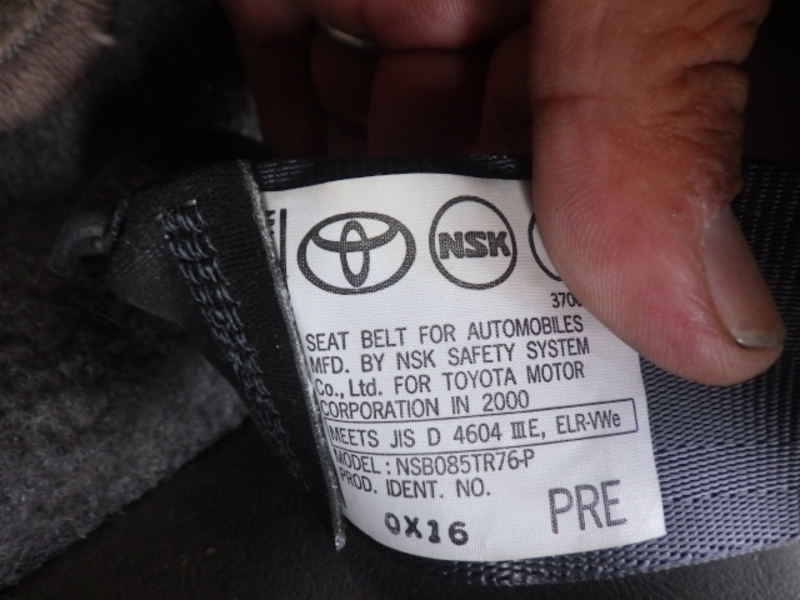 NSK
370
SEAT BELT FOR AUTOMOBILES
MFD. BY NSK SAFETY SYSTEM
Co., Ltd. FOR TOYOTA MOTOR
CORPORATION IN 2000
MEETS JIS D 4604 ⅢE, ELR-VWe
MODEL : NSB085TR76-P
PROD. IDENT. NO.
PRE
QX16